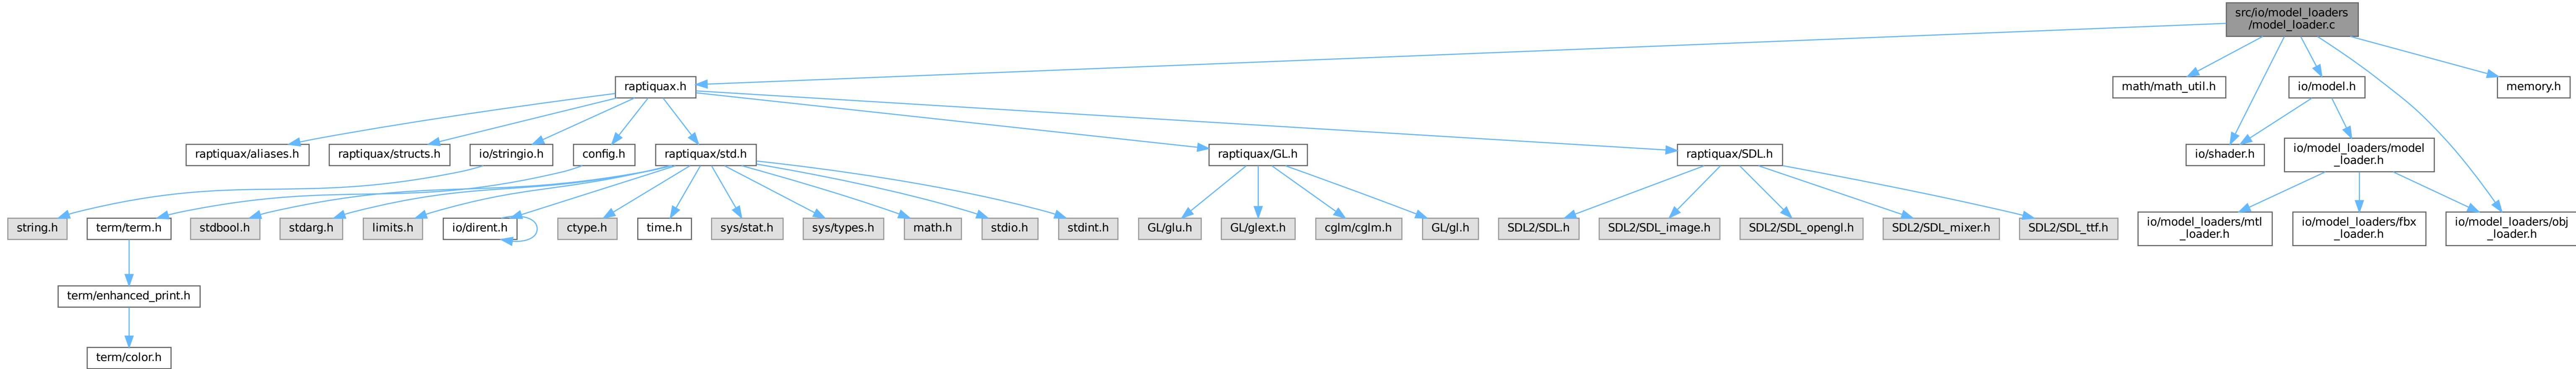 src/io/model_loaders
/model_loader.c
raptiquax.h
math/math_util.h
io/model.h
memory.h
raptiquax/aliases.h
raptiquax/structs.h
io/stringio.h
config.h
raptiquax/std.h
raptiquax/GL.h
raptiquax/SDL.h
io/shader.h
io/model_loaders/model
_loader.h
string.h
term/term.h
stdbool.h
stdarg.h
limits.h
io/dirent.h
ctype.h
time.h
sys/stat.h
sys/types.h
math.h
stdio.h
stdint.h
GL/glu.h
GL/glext.h
cglm/cglm.h
GL/gl.h
SDL2/SDL.h
SDL2/SDL_image.h
SDL2/SDL_opengl.h
SDL2/SDL_mixer.h
SDL2/SDL_ttf.h
io/model_loaders/mtl
_loader.h
io/model_loaders/fbx
_loader.h
io/model_loaders/obj
_loader.h
term/enhanced_print.h
term/color.h